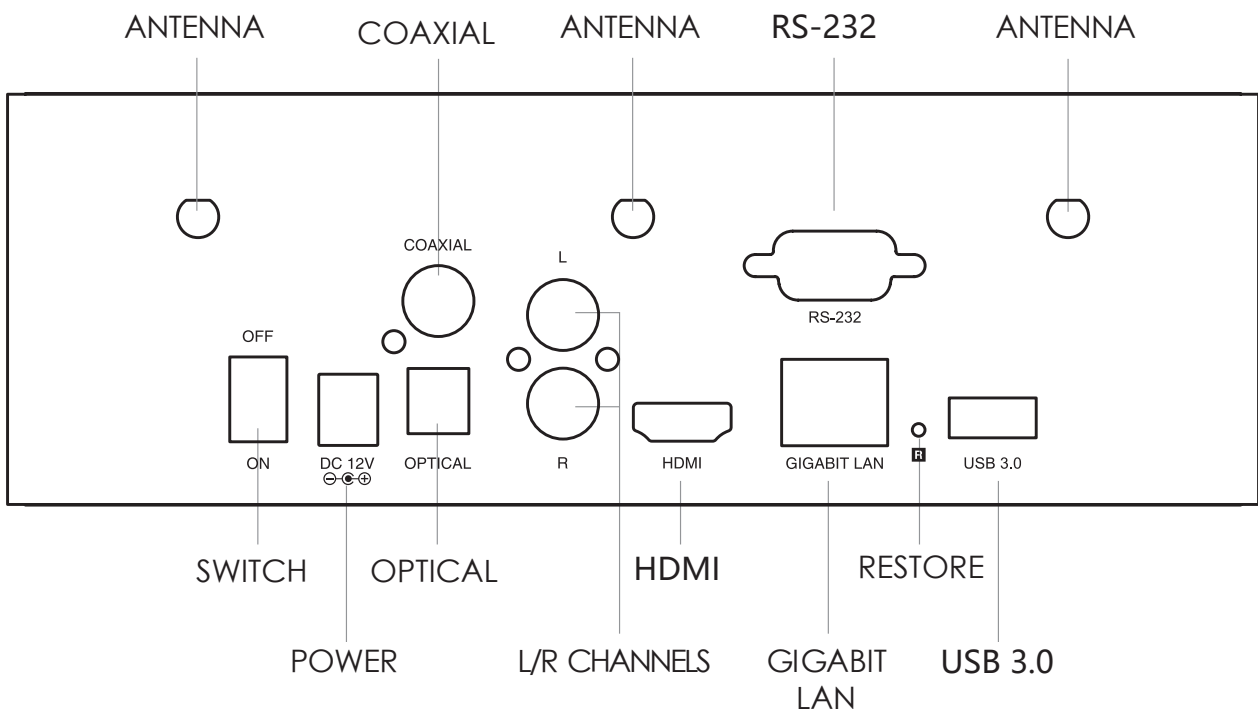 ANTENNA
COAXIAL
ANTENNA
RS-232
ANTENNA
COAXIAL
L
RS-232
OFF
ON
DC 12V
OPTICAL
R
HDMI
GIGABIT LAN
R
USB 3.0
SWITCH
OPTICAL
HDMI
RESTORE
POWER
L/R CHANNELS
GIGABIT
LAN
USB 3.0